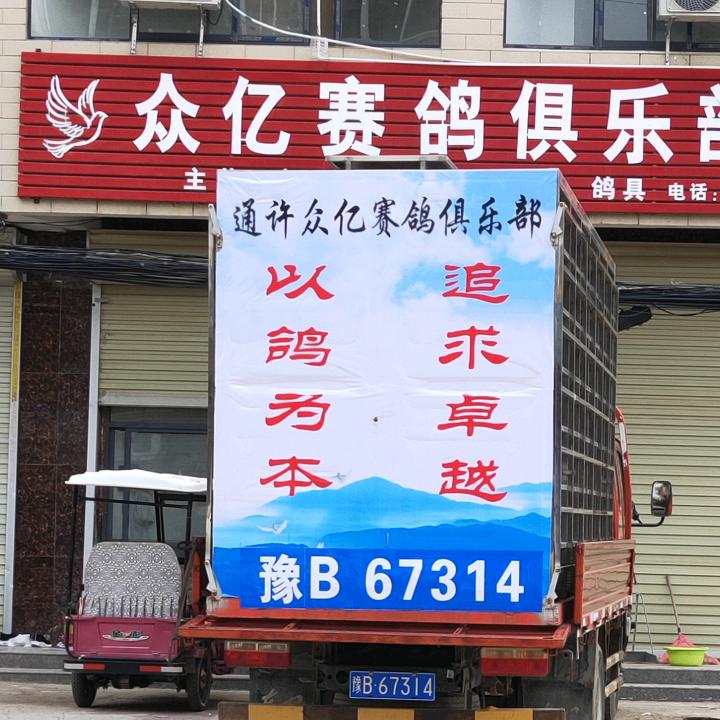 众亿赛鸽俱乐部
主
鸽具 电话:
通许众亿赛鸽俱乐部
追求卓越
以鸽为本
豫B 67314
豫B·67314